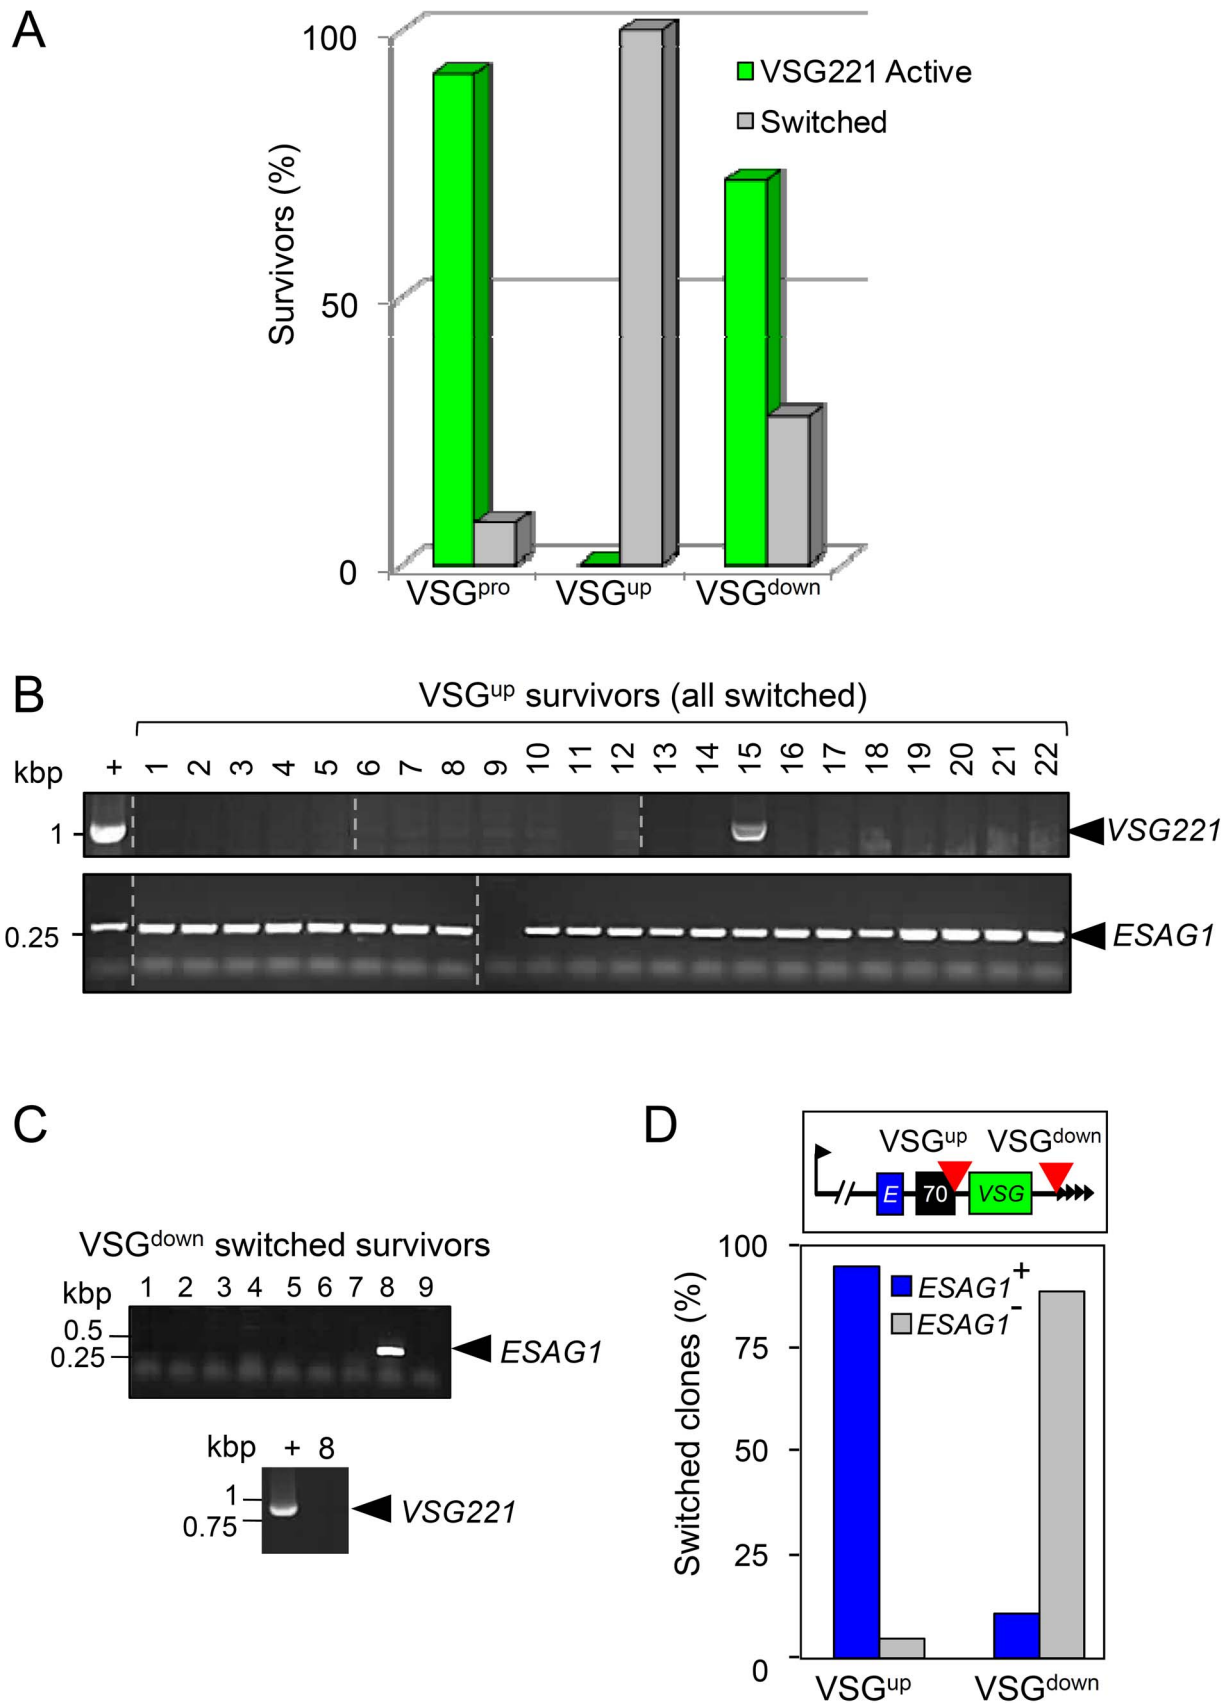 A
100
50
0
Survivors (%)
VSG221 Active
Switched
VSGpro VSGup VSGdown
B
VSGup survivors (all switched)
kbp + 1 2 3 4 5 6 7 8 9 10 11 12 13 14 15 16 17 18 19 20 21 22
1 VSG221
0.25 ESAG1
C
VSGdown switched survivors
kbp 1 2 3 4 5 6 7 8 9
0.5
0.25 ESAG1
kbp + 8
1
0.75 VSG221
D
VSGup VSGdown
E 70 VSG
100
75
50
25
0
Switched clones (%)
ESAG1+
ESAG1-
VSGup VSGdown